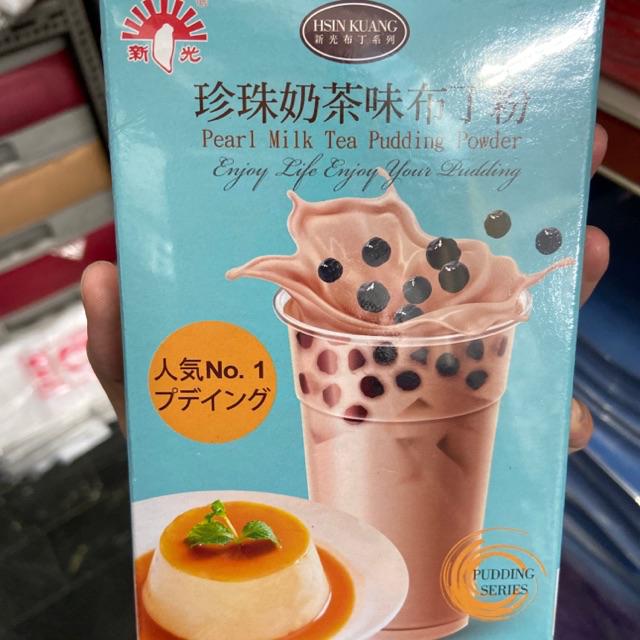 新光
HSIN KUANG
新光布丁系列
珍珠奶茶味布丁粉
Pearl Milk Tea Pudding Powder
Enjoy Life Enjoy Your Pudding
人気No. 1
プデイング
PUDDING
SERIES